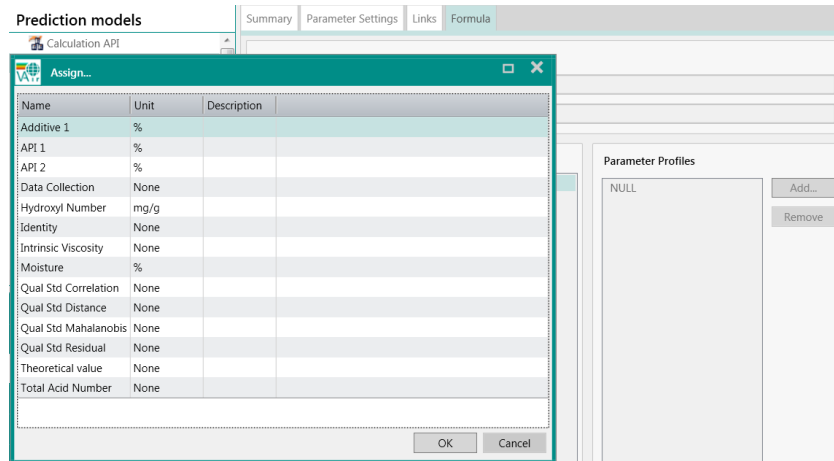 Prediction models
Summary Parameter Settings Links Formula
Calculation API
Assign...
Name Unit Description
Additive 1 %
API 1 %
API 2 %
Data Collection None
Hydroxyl Number mg/g
Identity None
Intrinsic Viscosity None
Moisture %
Qual Std Correlation None
Qual Std Distance None
Qual Std Mahalanobis None
Qual Std Residual None
Theoretical value None
Total Acid Number None
OK Cancel
Parameter Profiles
NULL Add...
Remove